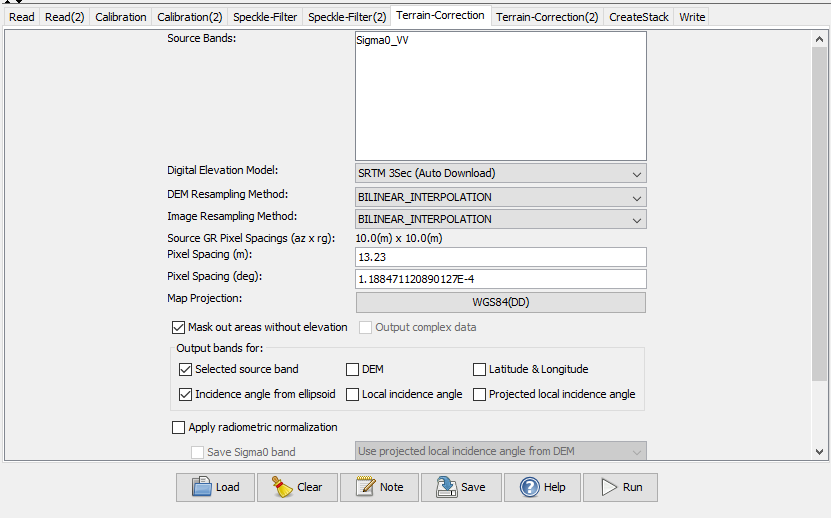 Read Read(2) Calibration Calibration(2) Speckle-Filter Speckle-Filter(2) Terrain-Correction Terrain-Correction(2) CreateStack Write
Source Bands: Sigma0_VV
Digital Elevation Model: SRTM 3Sec (Auto Download)
DEM Resampling Method: BILINEAR_INTERPOLATION
Image Resampling Method: BILINEAR_INTERPOLATION
Source GR Pixel Spacings (az x rg): 10.0(m) x 10.0(m)
Pixel Spacing (m): 13.23
Pixel Spacing (deg): 1.188471120890127E-4
Map Projection: WGS84(DD)
Mask out areas without elevation Output complex data
Output bands for:
Selected source band DEM Latitude & Longitude
Incidence angle from ellipsoid Local incidence angle Projected local incidence angle
Apply radiometric normalization
Save Sigma0 band Use projected local incidence angle from DEM
Load Clear Note Save Help Run